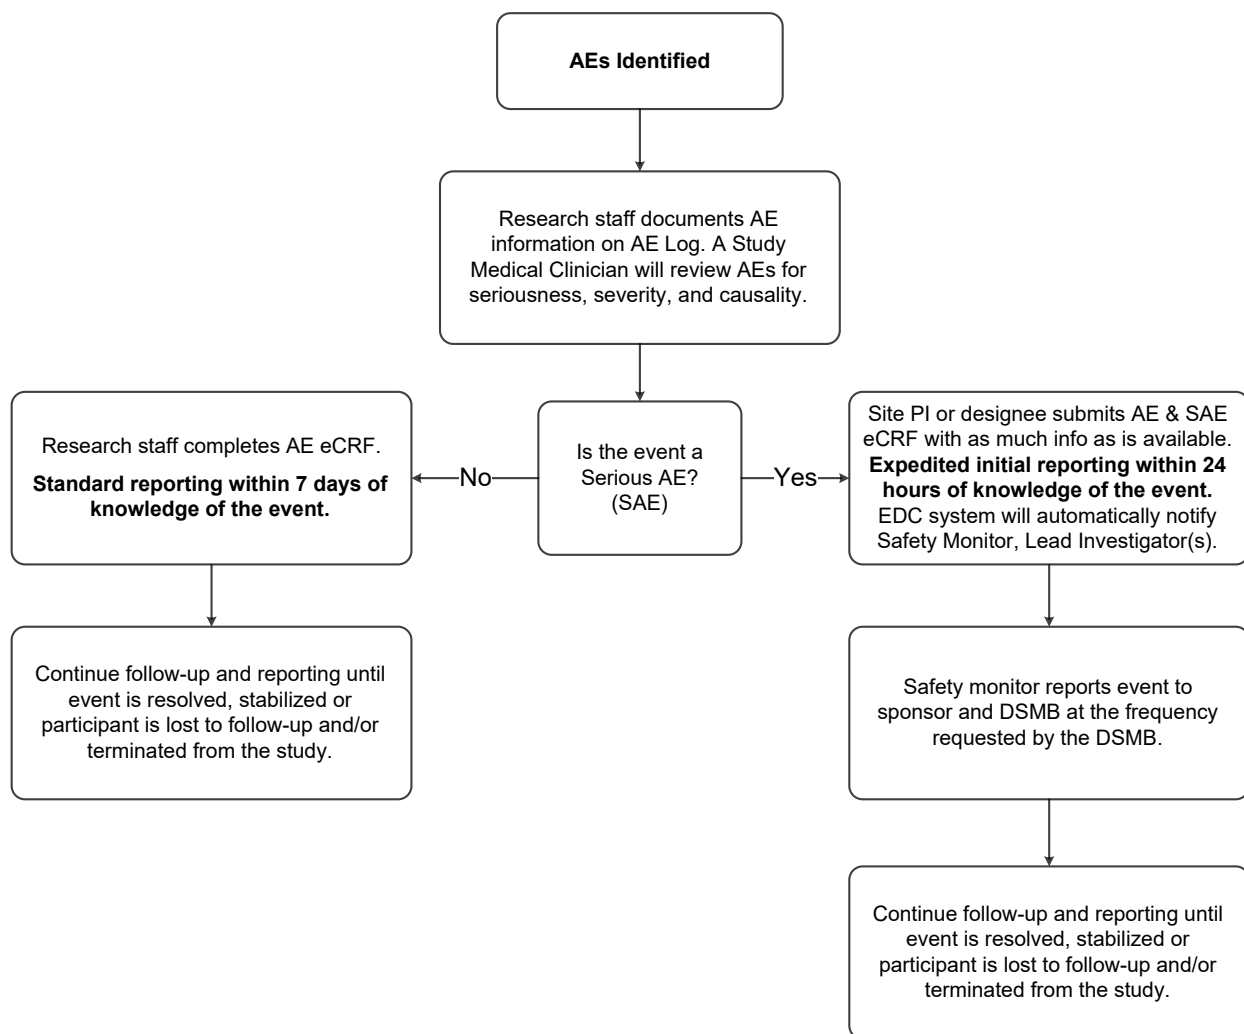 AEs Identified
Research staff documents AE
information on AE Log. A Study
Medical Clinician will review AEs for
seriousness, severity, and causality.
Research staff completes AE eCRF.
Standard reporting within 7 days of
knowledge of the event.
No
Is the event a
Serious AE?
(SAE)
Yes
Site PI or designee submits AE & SAE
eCRF with as much info as is available.
Expedited initial reporting within 24
hours of knowledge of the event.
EDC system will automatically notify
Safety Monitor, Lead Investigator(s).
Continue follow-up and reporting until
event is resolved, stabilized or
participant is lost to follow-up and/or
terminated from the study.
Safety monitor reports event to
sponsor and DSMB at the frequency
requested by the DSMB.
Continue follow-up and reporting until
event is resolved, stabilized or
participant is lost to follow-up and/or
terminated from the study.